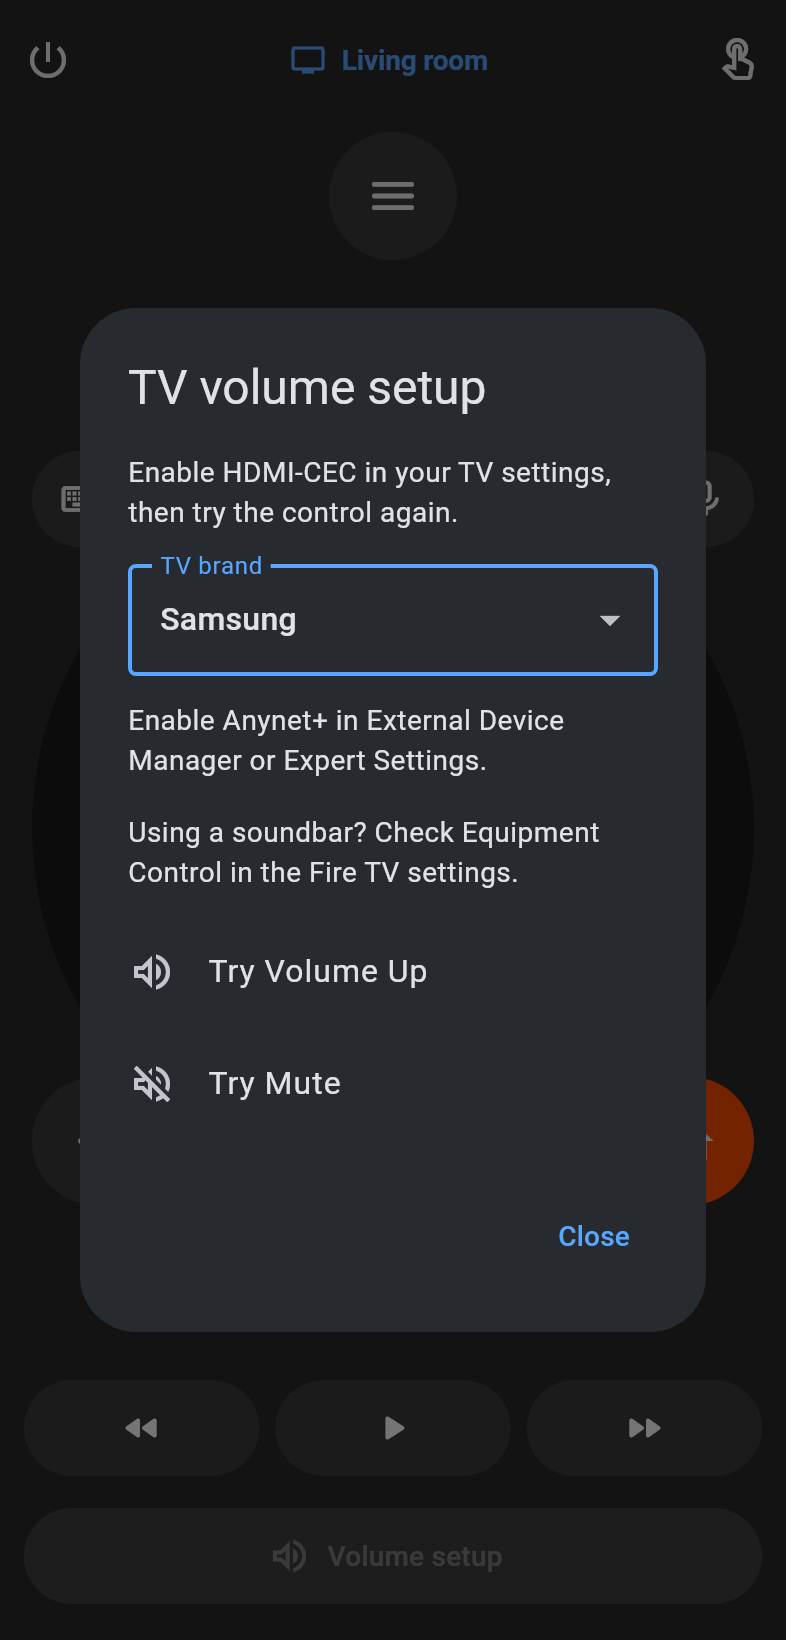 Living room
TV volume setup
Enable HDMI-CEC in your TV settings,
then try the control again.
TV brand
Samsung
Enable Anynet+ in External Device
Manager or Expert Settings.
Using a soundbar? Check Equipment
Control in the Fire TV settings.
Try Volume Up
Try Mute
Close
Volume setup